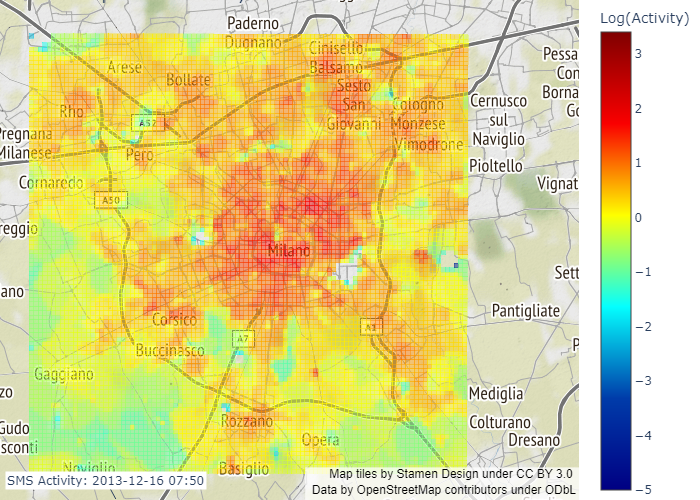 Paderno
Dugnano
Cinisello
Balsamo
Arese
Bollate
Sesto
San
Giovanni
Pessa
Con
Borna
Go
Rho
A52
Cologno
Monzese
Cernusco
sul
Naviglio
Pregnana
Milanese
Pero
Vimodrone
Pioltello
Cornaredo
A50
Vignat
reggio
Milano
Sett
ano
Corsico
Pantigliate
A7
A1
P
Buccinasco
Gaggiano
zo
Mediglia
Gudo
sconti
Rozzano
Opera
Colturano
Dresano
Noviglio
Basiglio
SMS Activity: 2013-12-16 07:50
Map tiles by Stamen Design under CC BY 3.0
Data by OpenStreetMap contributors under ODbL
Log(Activity)
3
2
1
0
−1
−2
−3
−4
−5